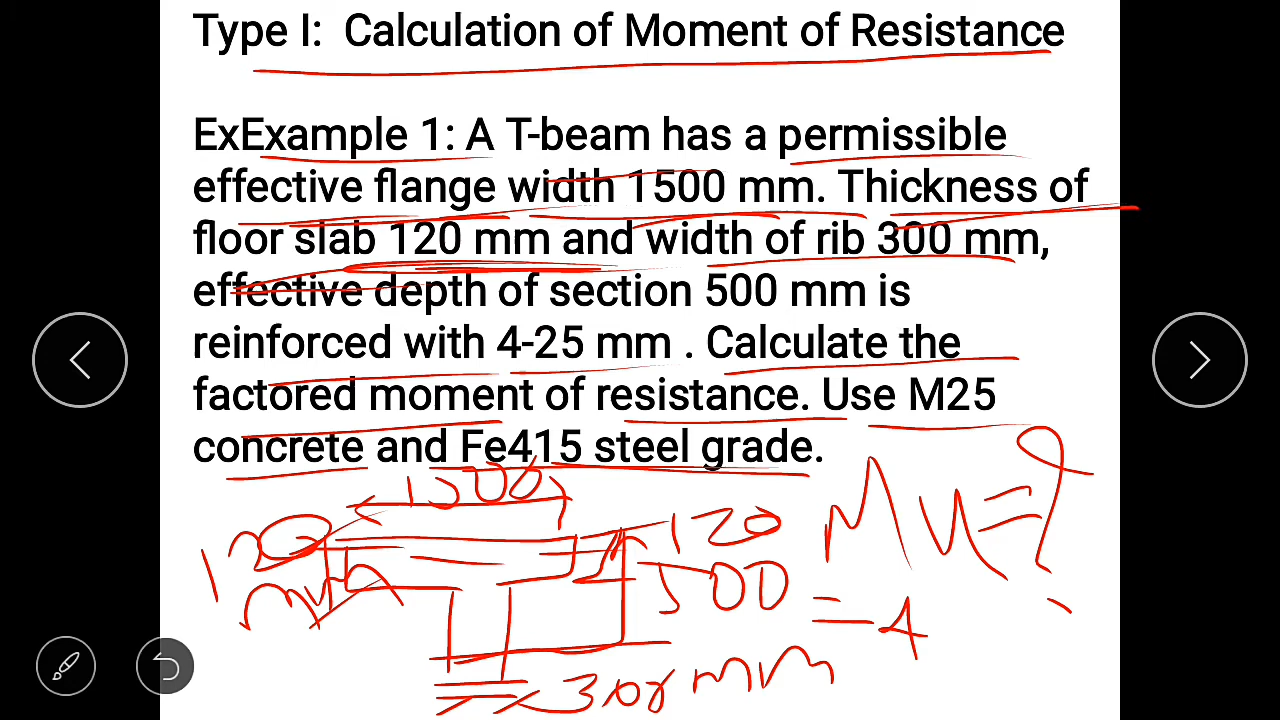 Type I: Calculation of Moment of Resistance
ExExample 1: A T-beam has a permissible
effective flange width 1500 mm. Thickness of
floor slab 120 mm and width of rib 300 mm,
effective depth of section 500 mm is
reinforced with 4-25 mm . Calculate the
factored moment of resistance. Use M25
concrete and Fe415 steel grade.
1500
120
mm
120
500
Mu=?
= 4
300 mm